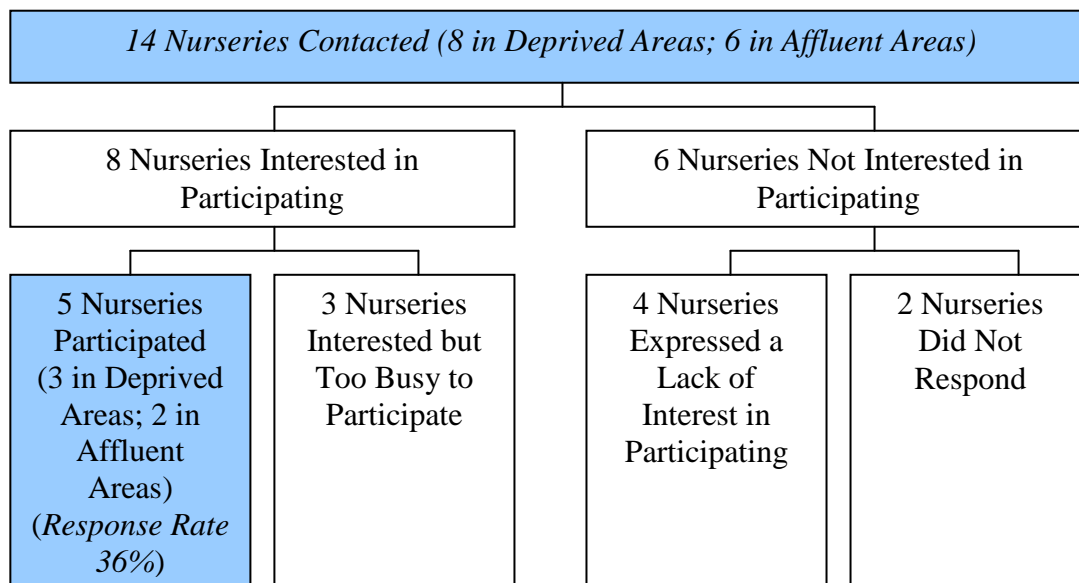 14 Nurseries Contacted (8 in Deprived Areas; 6 in Affluent Areas)
8 Nurseries Interested in
Participating
6 Nurseries Not Interested in
Participating
5 Nurseries
Participated
(3 in Deprived
Areas; 2 in
Affluent
Areas)
(Response Rate
36%)
3 Nurseries
Interested but
Too Busy to
Participate
4 Nurseries
Expressed a
Lack of
Interest in
Participating
2 Nurseries
Did Not
Respond